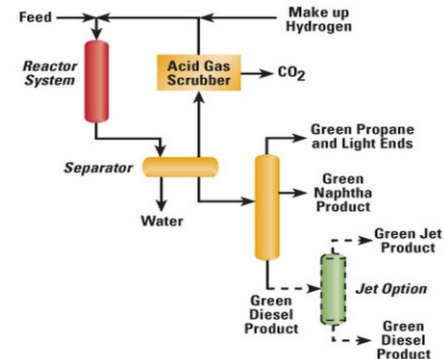 Feed
Make up
Hydrogen
Reactor
System
Acid Gas
Scrubber
CO2
Separator
Water
Green Propane
and Light Ends
Green
Naphtha
Product
Green Jet
Product
Jet Option
Green
Diesel
Product
Green
Diesel
Product